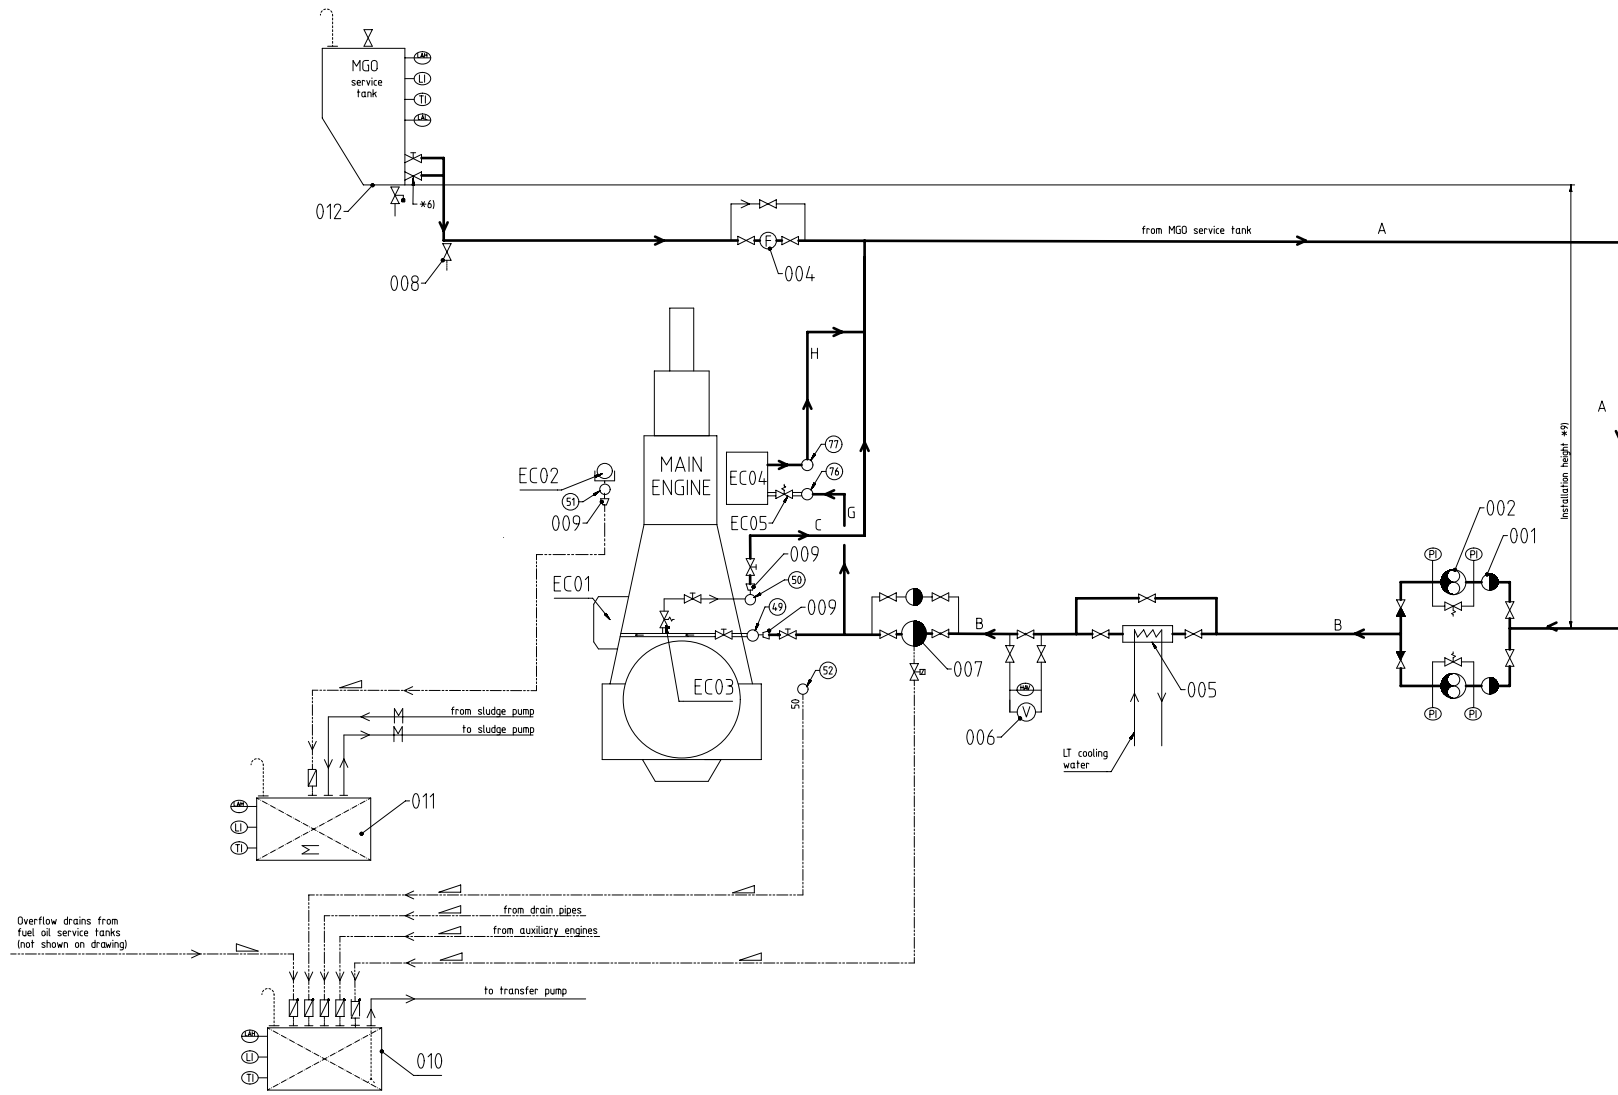 MGO
service
tank
LAH
LI
TI
LAL
*6)
012
008
F
004
from MGO service tank
A
A
Installation height *9)
H
77
76
MAIN
ENGINE
EC04
EC05
G
C
EC02
51
009
009
50
49
009
EC01
EC03
B
B
007
52
50
HAV
V
006
005
LT cooling
water
002
001
PI
PI
PI
PI
from sludge pump
to sludge pump
LAH
LI
TI
011
Overflow drains from
fuel oil service tanks
(not shown on drawing)
from drain pipes
from auxiliary engines
to transfer pump
LAH
LI
TI
010